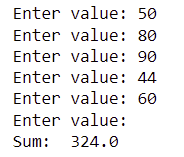 Enter value: 50
Enter value: 80
Enter value: 90
Enter value: 44
Enter value: 60
Enter value:
Sum:  324.0